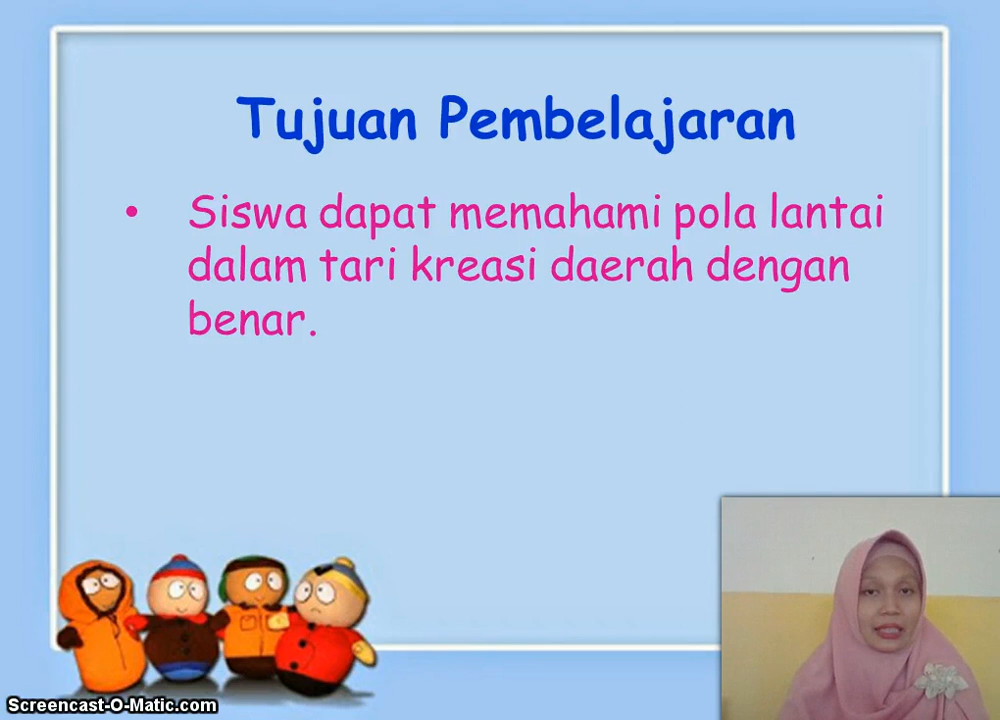 Tujuan Pembelajaran
• Siswa dapat memahami pola lantai
dalam tari kreasi daerah dengan
benar.
Screencast-O-Matic.com